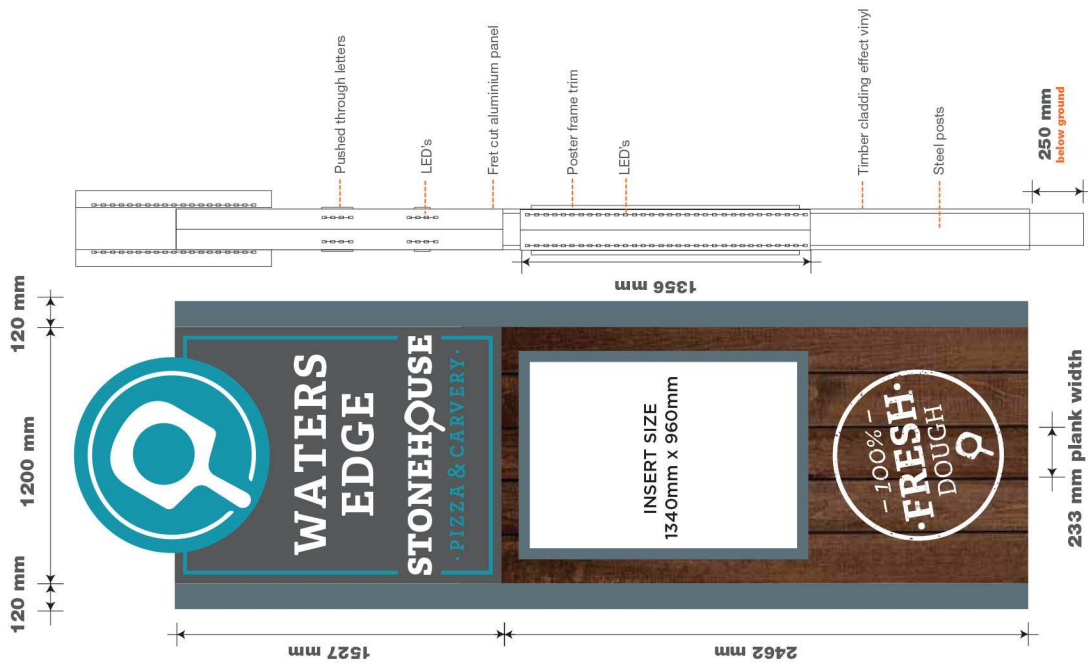 120 mm
1200 mm
120 mm
1527 mm
2462 mm
WATERS
EDGE
STONEHOUSE
· PIZZA & CARVERY ·
INSERT SIZE
1340mm x 960mm
– 100% –
· FRESH ·
DOUGH
233 mm plank width
1356 mm
Pushed through letters
LED's
Fret cut aluminium panel
Poster frame trim
LED's
Timber cladding effect vinyl
Steel posts
250 mm
below ground